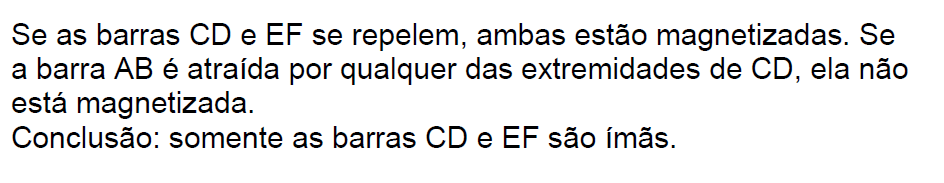 Se as barras CD e EF se repelem, ambas estão magnetizadas. Se
a barra AB é atraída por qualquer das extremidades de CD, ela não
está magnetizada.
Conclusão: somente as barras CD e EF são ímãs.